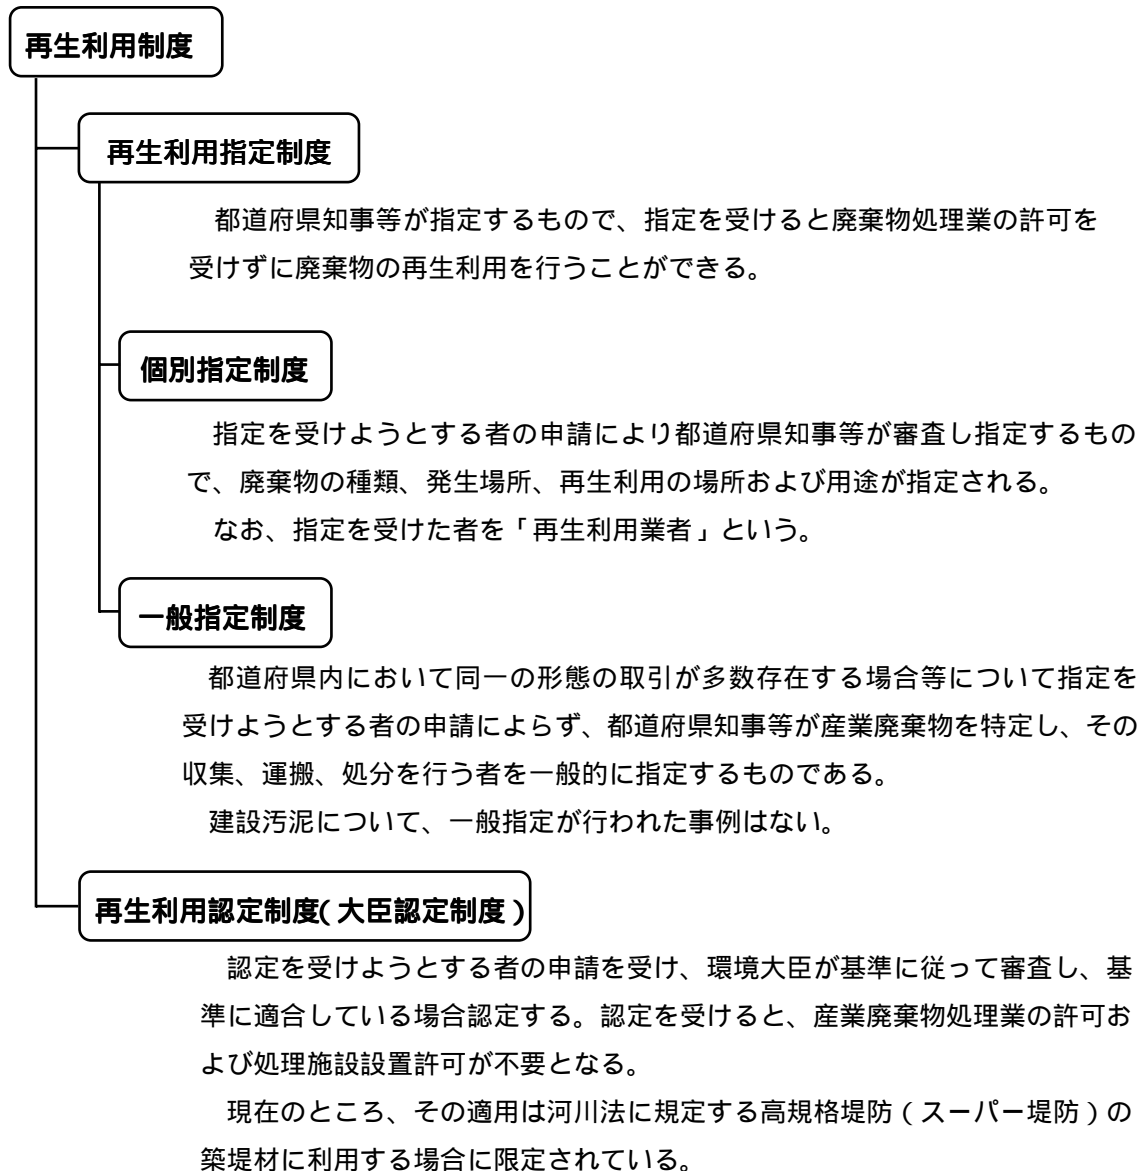 再生利用制度
再生利用指定制度
都道府県知事等が指定するもので、指定を受けると廃棄物処理業の許可を
受けずに廃棄物の再生利用を行うことができる。
個別指定制度
指定を受けようとする者の申請により都道府県知事等が審査し指定するもの
で、廃棄物の種類、発生場所、再生利用の場所および用途が指定される。
なお、指定を受けた者を「再生利用業者」という。
一般指定制度
都道府県内において同一の形態の取引が多数存在する場合等について指定を
受けようとする者の申請によらず、都道府県知事等が産業廃棄物を特定し、その
収集、運搬、処分を行う者を一般的に指定するものである。
建設汚泥について、一般指定が行われた事例はない。
再生利用認定制度(大臣認定制度)
認定を受けようとする者の申請を受け、環境大臣が基準に従って審査し、基
準に適合している場合認定する。認定を受けると、産業廃棄物処理業の許可お
よび処理施設設置許可が不要となる。
現在のところ、その適用は河川法に規定する高規格堤防(スーパー堤防)の
築堤材に利用する場合に限定されている。